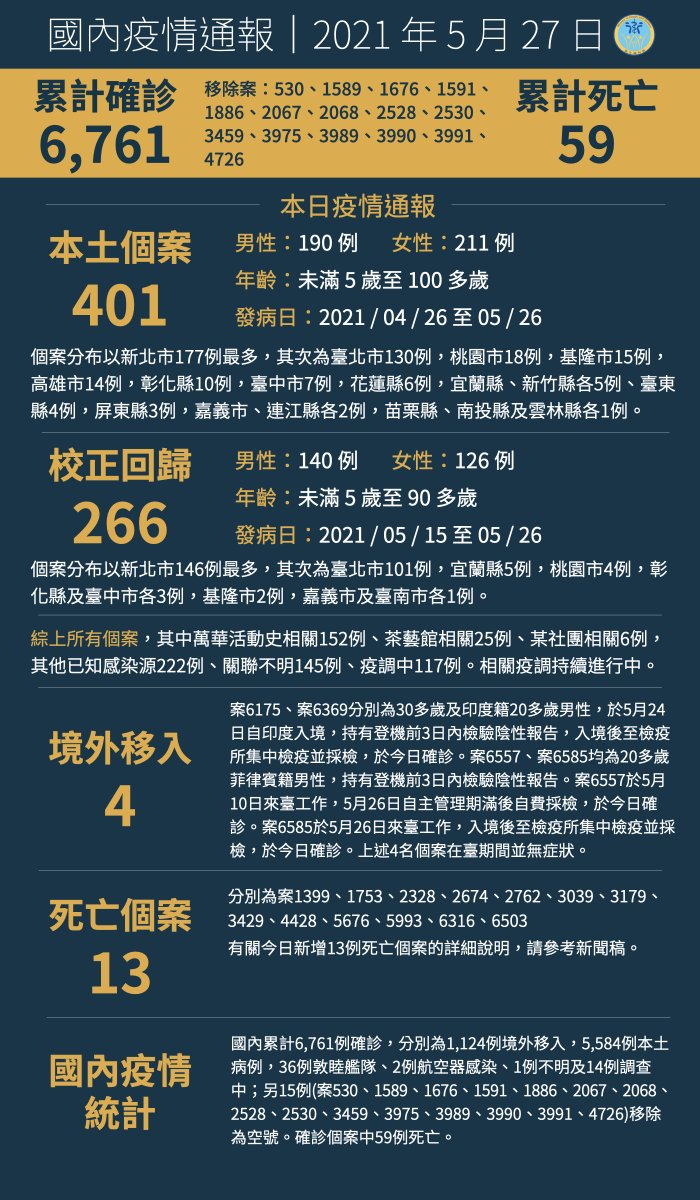 國內疫情通報｜2021 年 5 月 27 日
累計確診
6,761
移除案：530、1589、1676、1591、
1886、2067、2068、2528、2530、
3459、3975、3989、3990、3991、
4726
累計死亡
59
本日疫情通報
本土個案
401
男性：190 例 女性：211 例
年齡：未滿 5 歲至 100 多歲
發病日：2021 / 04 / 26 至 05 / 26
個案分布以新北市177例最多，其次為臺北市130例，桃園市18例，基隆市15例，
高雄市14例，彰化縣10例，臺中市7例，花蓮縣6例，宜蘭縣、新竹縣各5例、臺東
縣4例，屏東縣3例，嘉義市、連江縣各2例，苗栗縣、南投縣及雲林縣各1例。
校正回歸
266
男性：140 例 女性：126 例
年齡：未滿 5 歲至 90 多歲
發病日：2021 / 05 / 15 至 05 / 26
個案分布以新北市146例最多，其次為臺北市101例，宜蘭縣5例，桃園市4例，彰
化縣及臺中市各3例，基隆市2例，嘉義市及臺南市各1例。
綜上所有個案，其中萬華活動史相關152例、茶藝館相關25例、某社團相關6例，
其他已知感染源222例、關聯不明145例、疫調中117例。相關疫調持續進行中。
境外移入
4
案6175、案6369分別為30多歲及印度籍20多歲男性，於5月24
日自印度入境，持有登機前3日內檢驗陰性報告，入境後至檢疫
所集中檢疫並採檢，於今日確診。案6557、案6585均為20多歲
菲律賓籍男性，持有登機前3日內檢驗陰性報告。案6557於5月
10日來臺工作，5月26日自主管理期滿後自費採檢，於今日確
診。案6585於5月26日來臺工作，入境後至檢疫所集中檢疫並採
檢，於今日確診。上述4名個案在臺期間並無症狀。
死亡個案
13
分別為案1399、1753、2328、2674、2762、3039、3179、
3429、4428、5676、5993、6316、6503
有關今日新增13例死亡個案的詳細說明，請參考新聞稿。
國內疫情
統計
國內累計6,761例確診，分別為1,124例境外移入，5,584例本土
病例，36例敦睦艦隊、2例航空器感染、1例不明及14例調查
中；另15例(案530、1589、1676、1591、1886、2067、2068、
2528、2530、3459、3975、3989、3990、3991、4726)移除
為空號。確診個案中59例死亡。